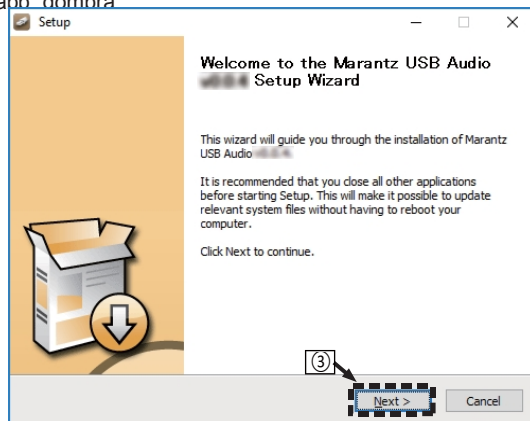 app_dombra
Setup
Welcome to the Marantz USB Audio
Setup Wizard
This wizard will guide you through the installation of Marantz
USB Audio
It is recommended that you close all other applications
before starting Setup. This will make it possible to update
relevant system files without having to reboot your
computer.
Click Next to continue.
③
Next >
Cancel